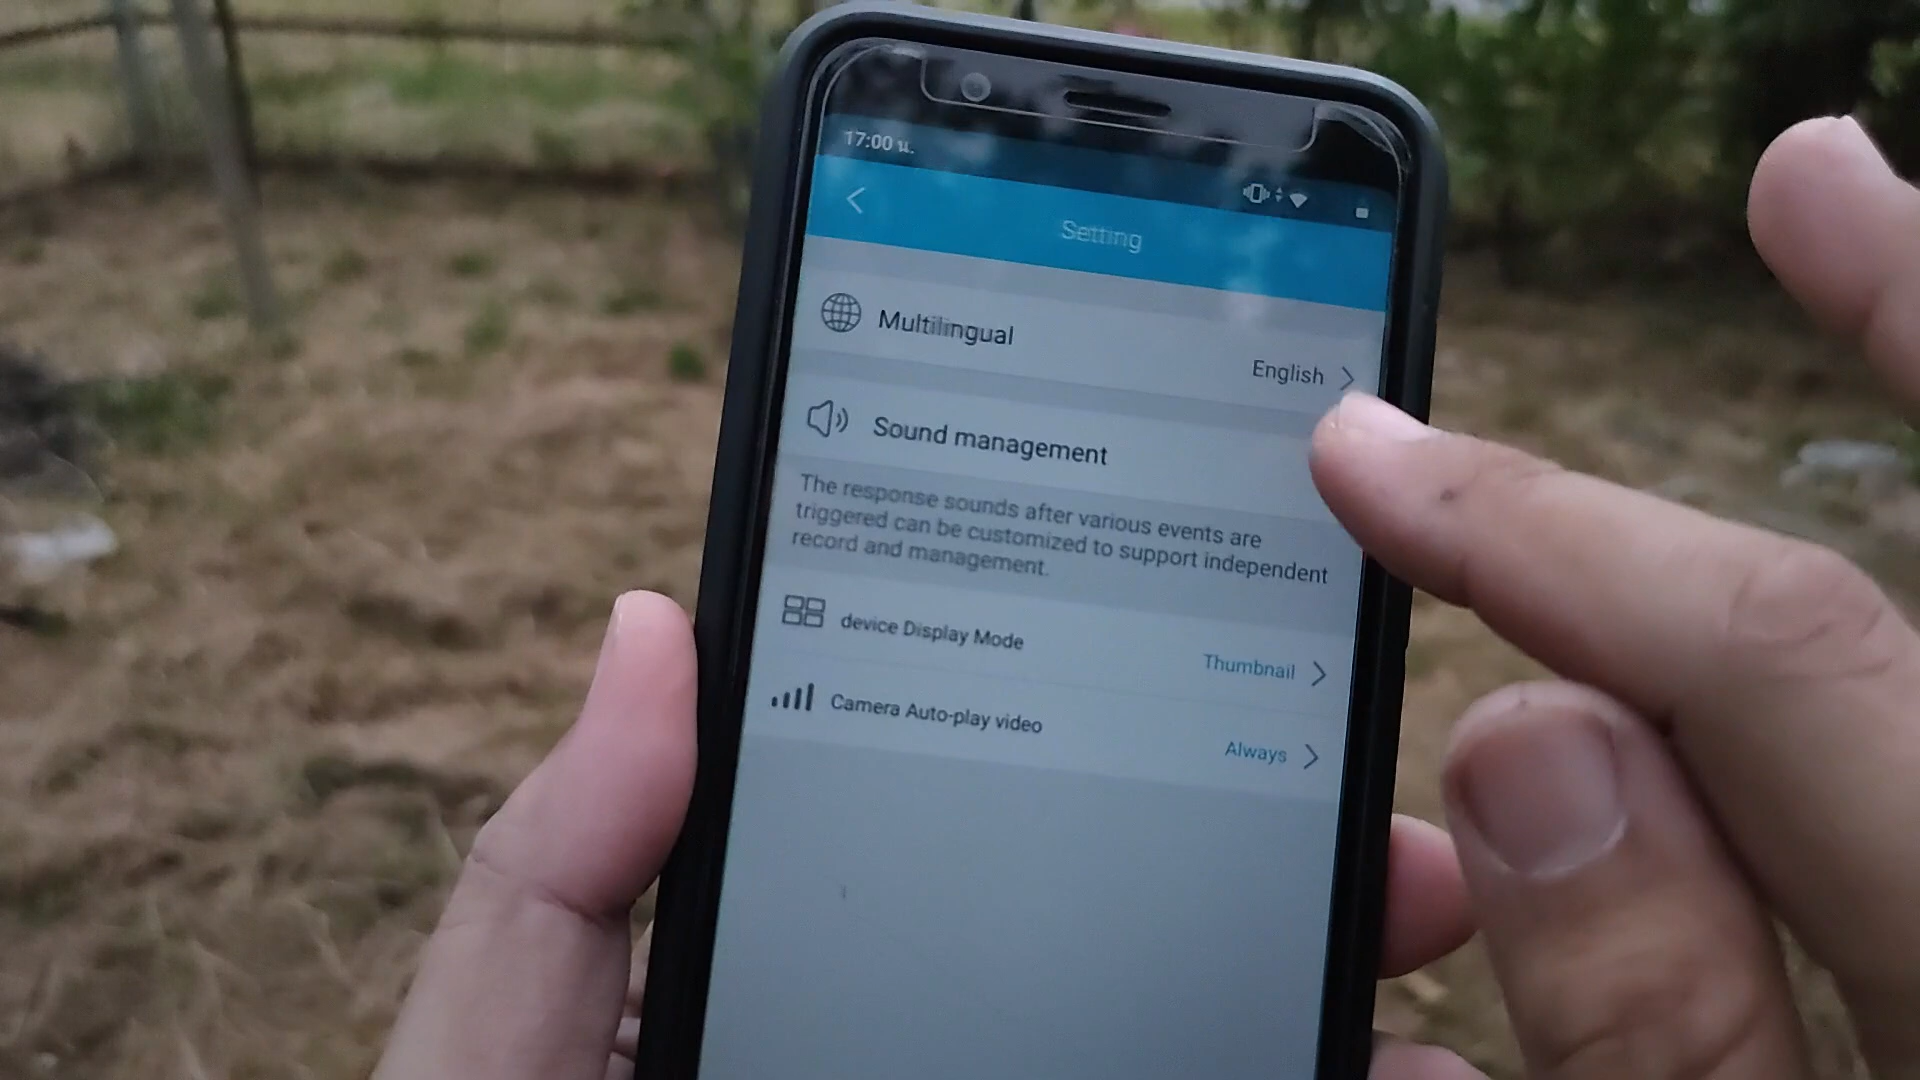 17:00 น.
Setting
Multilingual
English
Sound management
The response sounds after various events are
triggered can be customized to support independent
record and management.
device Display Mode
Thumbnail
Camera Auto-play video
Always